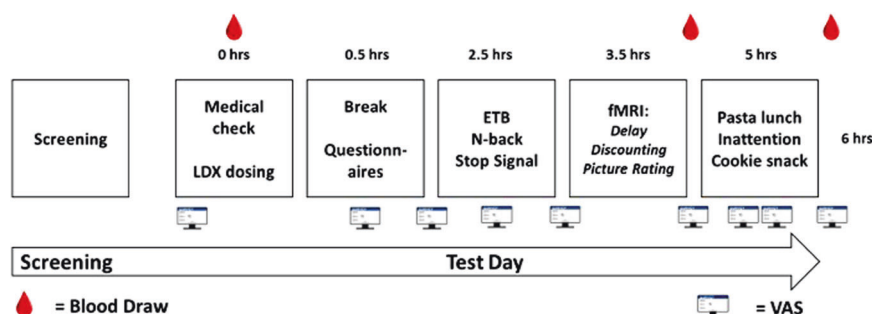 0 hrs
0.5 hrs
2.5 hrs
3.5 hrs
5 hrs
Screening
Medical
check
LDX dosing
Break
Questionn-
aires
ETB
N-back
Stop Signal
fMRI:
Delay
Discounting
Picture Rating
Pasta lunch
Inattention
Cookie snack
6 hrs
Screening
Test Day
= Blood Draw
= VAS